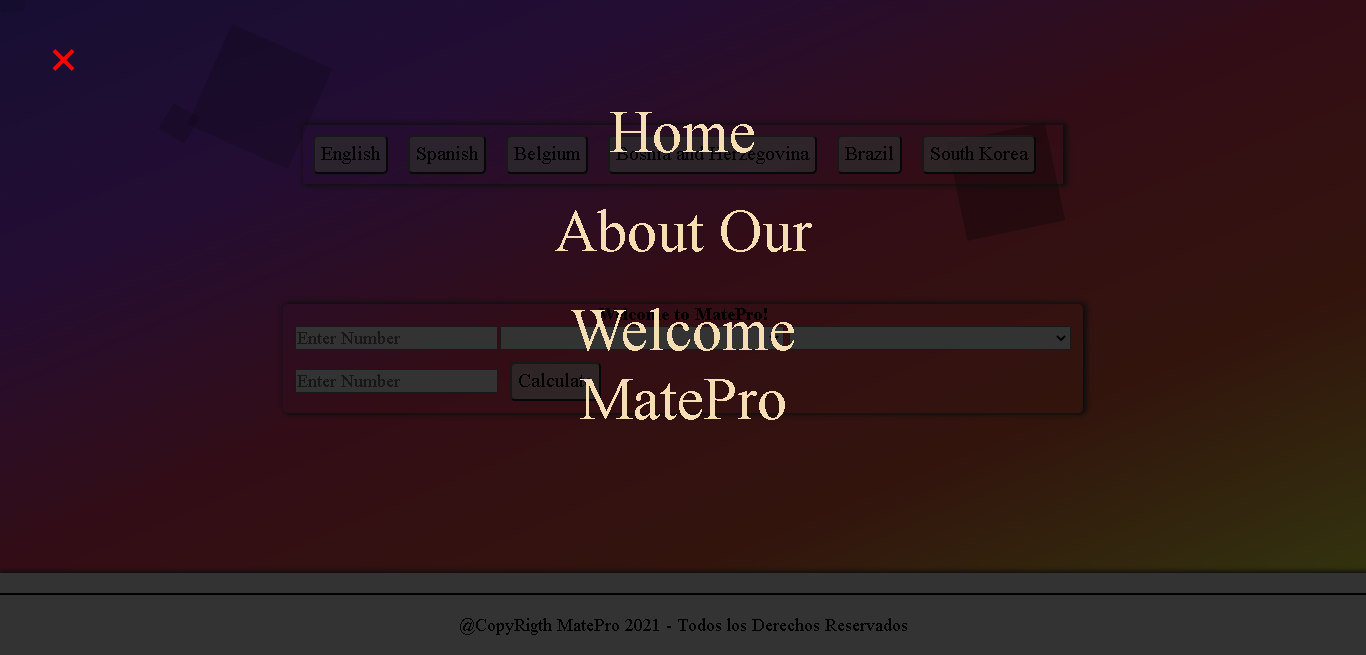 Home
English Spanish Belgium Bosnia and Herzegovina Brazil South Korea
About Our
Welcome to MatePro!
Welcome
Enter Number
MatePro
Enter Number Calculate
@CopyRigth MatePro 2021 - Todos los Derechos Reservados